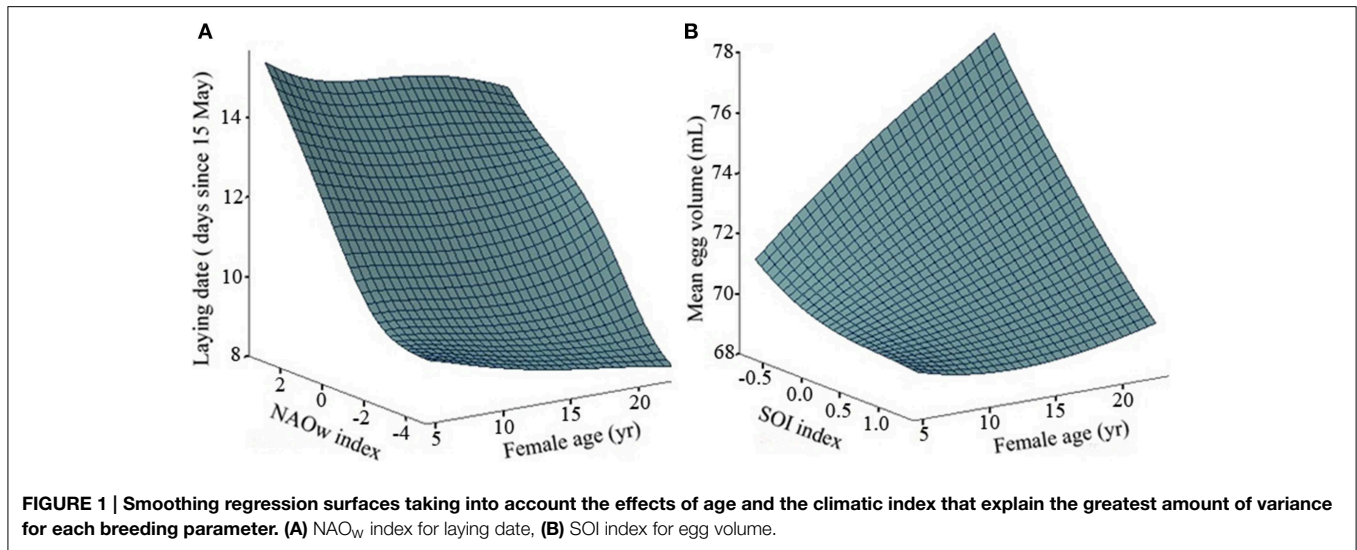 A
Laying date ( days since 15 May)
14
12
10
8
2
0
-2
-4
NAOw index
5
10
15
20
Female age (yr)
B
Mean egg volume (mL)
78
76
74
72
70
68
-0.5
0.0
0.5
1.0
SOI index
5
10
15
20
Female age (yr)
FIGURE 1 | Smoothing regression surfaces taking into account the effects of age and the climatic index that explain the greatest amount of variance
for each breeding parameter. (A) NAOW index for laying date, (B) SOI index for egg volume.